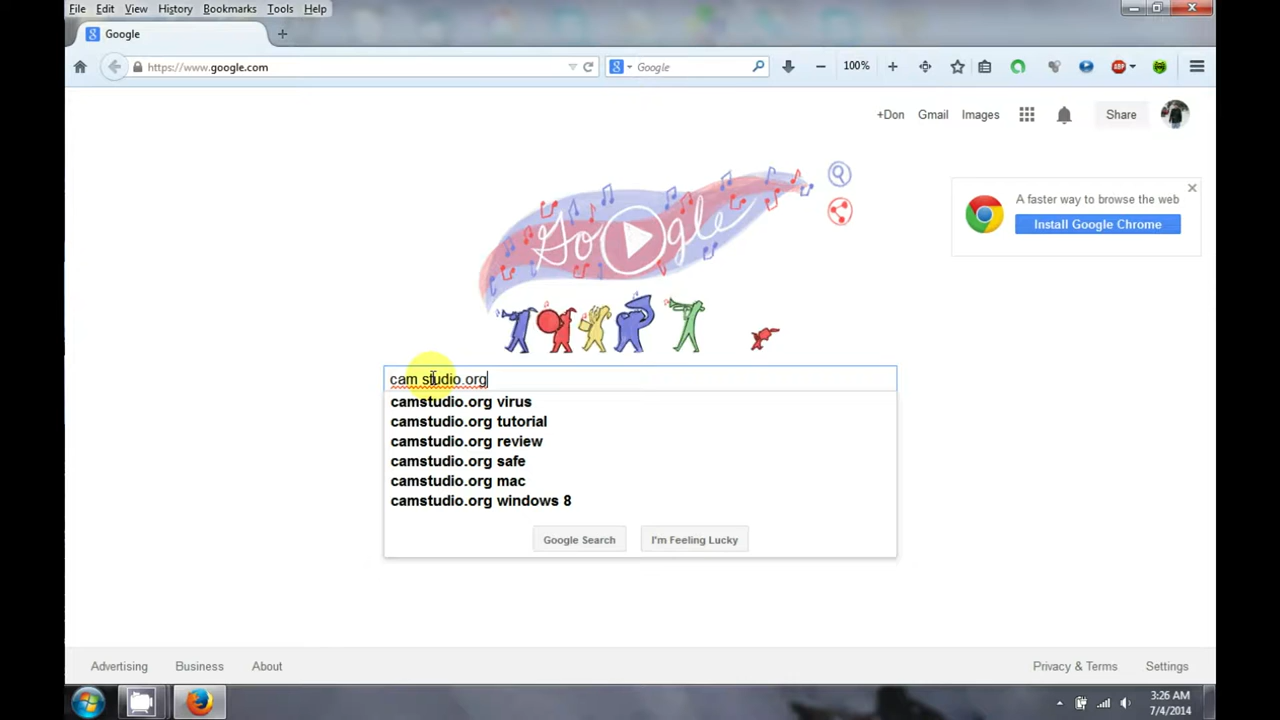 File Edit View History Bookmarks Tools Help
Google
https://www.google.com
Google
100%
ABP
+Don Gmail Images Share
Google
A faster way to browse the web
Install Google Chrome
cam studio.org
camstudio.org virus
camstudio.org tutorial
camstudio.org review
camstudio.org safe
camstudio.org mac
camstudio.org windows 8
Google Search I'm Feeling Lucky
Advertising Business About Privacy & Terms Settings
3:26 AM
7/4/2014